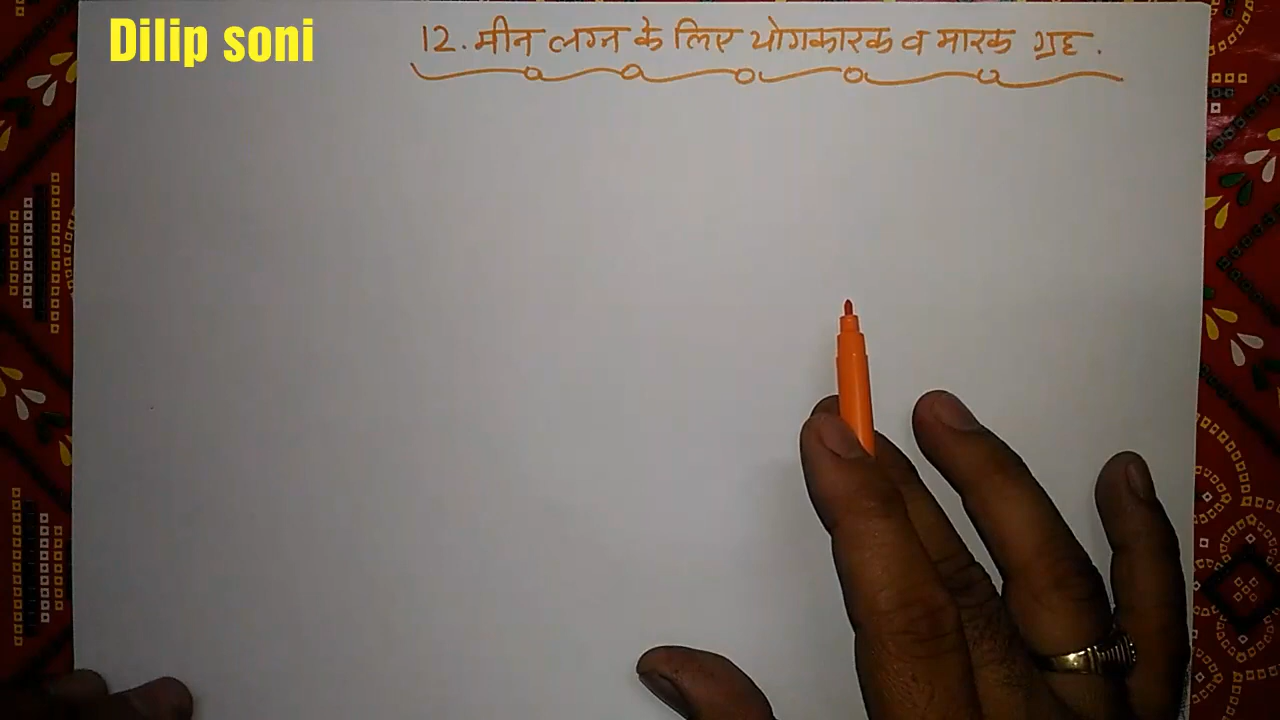 Dilip soni
12. मीन लग्न के लिए योगकारक व मारक ग्रह.